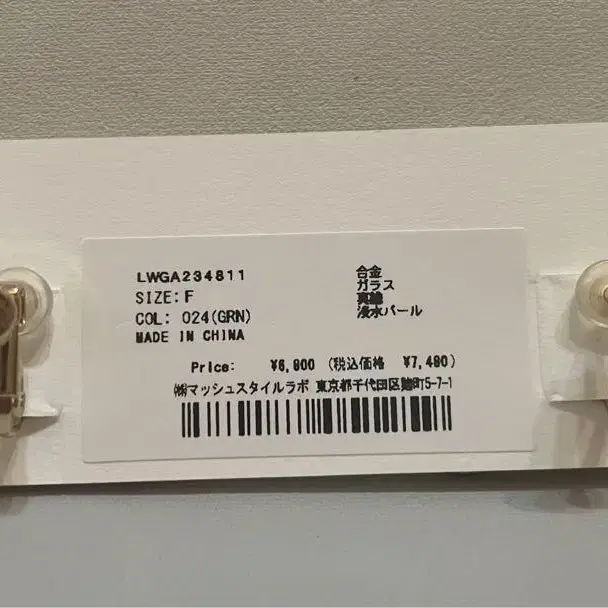 LWGA234811
SIZE:F
COL: 024(GRN)
MADE IN CHINA
合金
ガラス
真鍮
淡水パール
Price: ¥6,800 (税込価格 ¥7,480)
㈱マッシュスタイルラボ 東京都千代田区麹町5-7-1